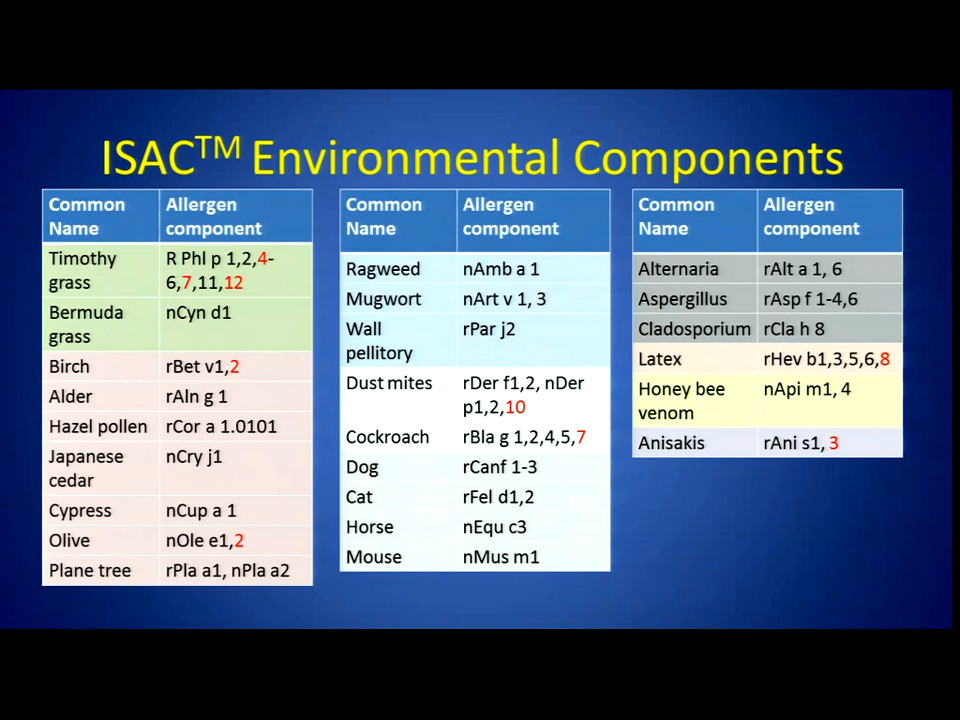 ISAC™ Environmental Components
Common Name | Allergen component
Timothy grass | R Phl p 1,2,4-6,7,11,12
Bermuda grass | nCyn d1
Birch | rBet v1,2
Alder | rAln g 1
Hazel pollen | rCor a 1.0101
Japanese cedar | nCry j1
Cypress | nCup a 1
Olive | nOle e1,2
Plane tree | rPla a1, nPla a2
Common Name | Allergen component
Ragweed | nAmb a 1
Mugwort | nArt v 1, 3
Wall pellitory | rPar j2
Dust mites | rDer f1,2, nDer p1,2,10
Cockroach | rBla g 1,2,4,5,7
Dog | rCanf 1-3
Cat | rFel d1,2
Horse | nEqu c3
Mouse | nMus m1
Common Name | Allergen component
Alternaria | rAlt a 1, 6
Aspergillus | rAsp f 1-4,6
Cladosporium | rCla h 8
Latex | rHev b1,3,5,6,8
Honey bee venom | nApi m1, 4
Anisakis | rAni s1, 3